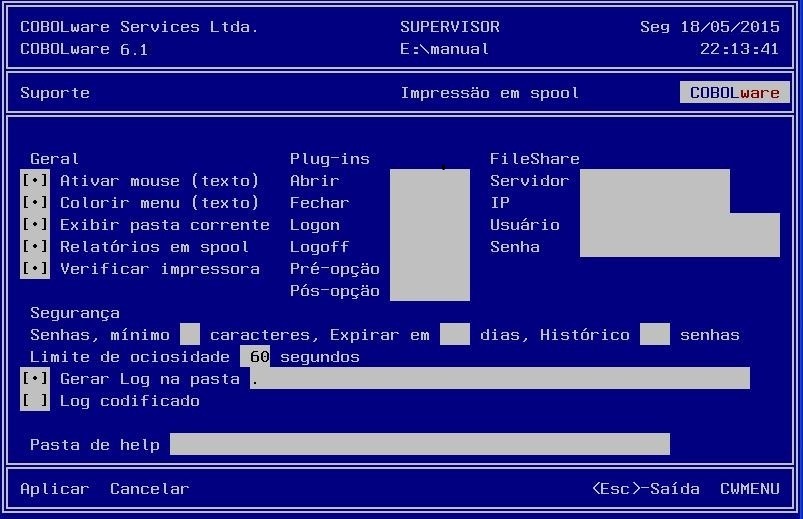 COBOLware Services Ltda. SUPERVISOR Seg 18/05/2015
COBOLware 6.1 E:\manual 22:13:41
Suporte Impressäo em spool COBOLware
Geral Plug-ins FileShare
[•] Ativar mouse (texto) Abrir Servidor
[•] Colorir menu (texto) Fechar IP
[•] Exibir pasta corrente Logon Usuário
[•] Relatórios em spool Logoff Senha
[•] Verificar impressora Pré-opçäo
Pós-opçäo
Segurança
Senhas, mínimo caracteres, Expirar em dias, Histórico senhas
Limite de ociosidade 60 segundos
[•] Gerar Log na pasta .
[ ] Log codificado
Pasta de help
Aplicar Cancelar <Esc>-Saída CWMENU